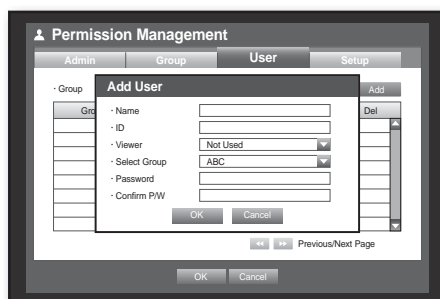 Permission Management
Admin Group User Setup
· Group Add
Add User
Gro Del
· Name
· ID
· Viewer Not Used
· Select Group ABC
· Password
· Confirm P/W
OK Cancel
Previous/Next Page
OK Cancel